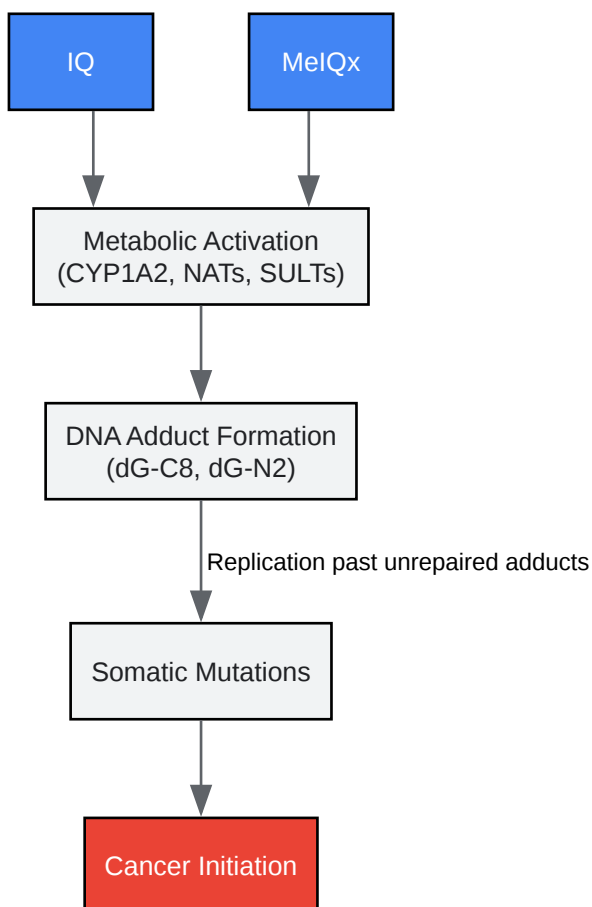 IQ
MeIQx
Metabolic Activation
(CYP1A2, NATs, SULTs)
DNA Adduct Formation
(dG-C8, dG-N2)
Replication past unrepaired adducts
Somatic Mutations
Cancer Initiation